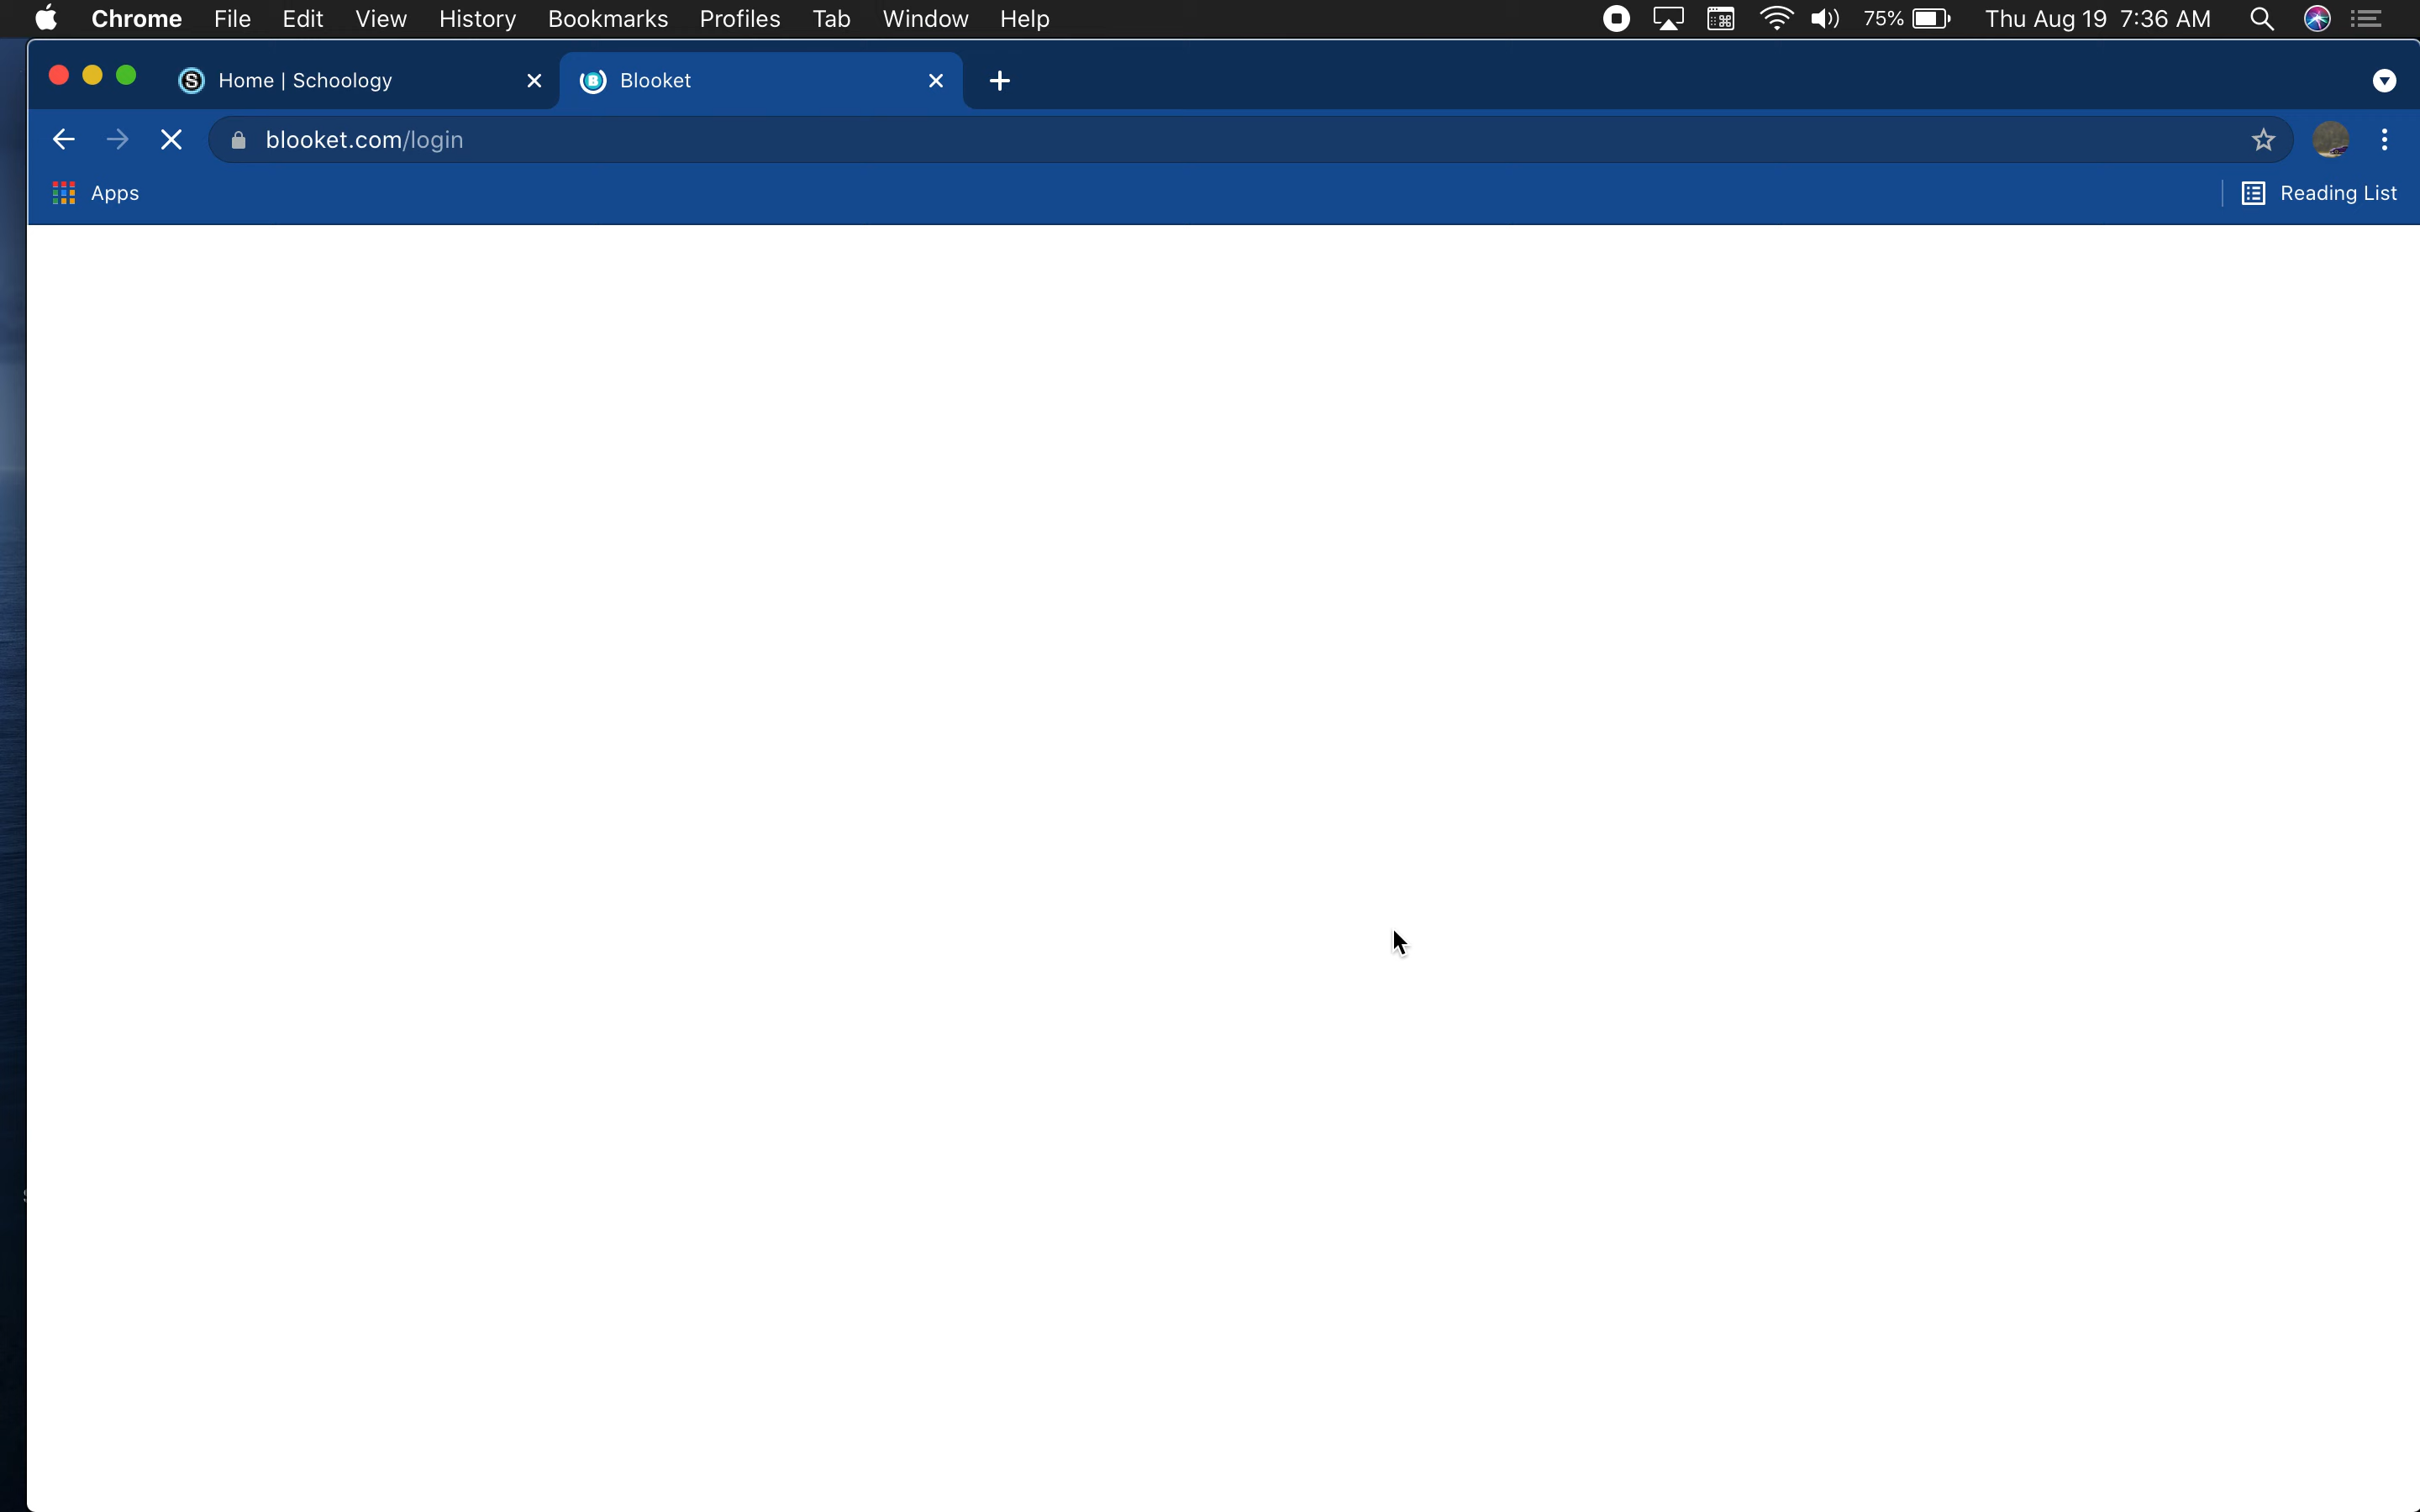 Chrome File Edit View History Bookmarks Profiles Tab Window Help 75% Thu Aug 19 7:36 AM
Home | Schoology Blooket
blooket.com/login
Apps Reading List